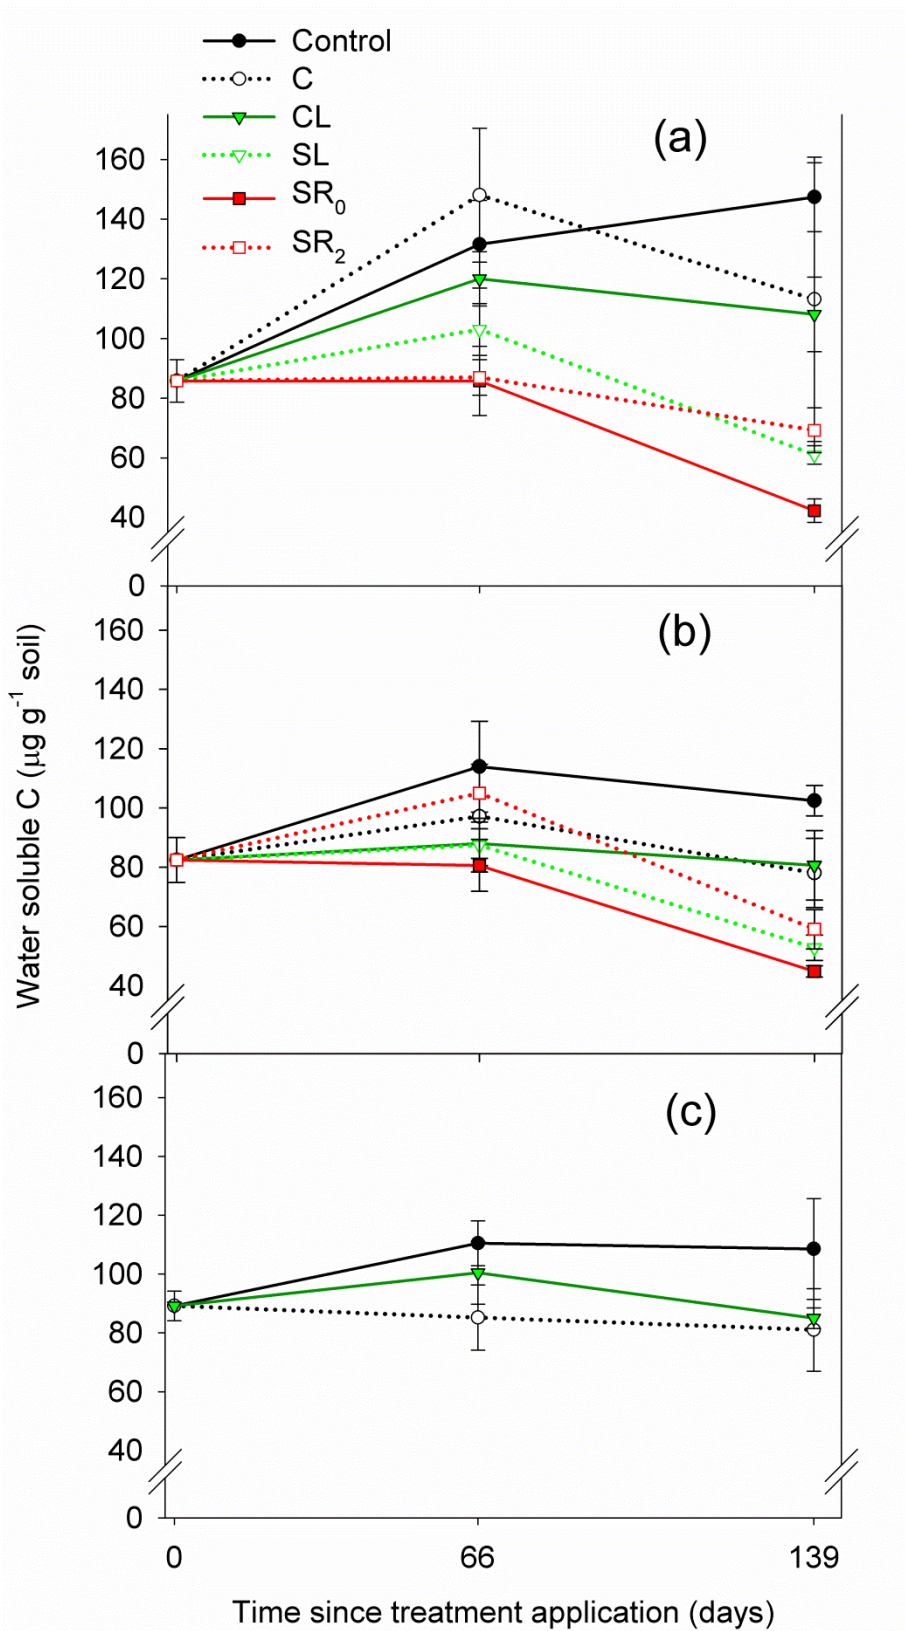 Control
C
CL
SL
SR0
SR2
(a)
160
140
120
100
80
60
40
0
(b)
160
140
120
100
80
60
40
0
(c)
160
140
120
100
80
60
40
0
Water soluble C (μg g-1 soil)
0 66 139
Time since treatment application (days)